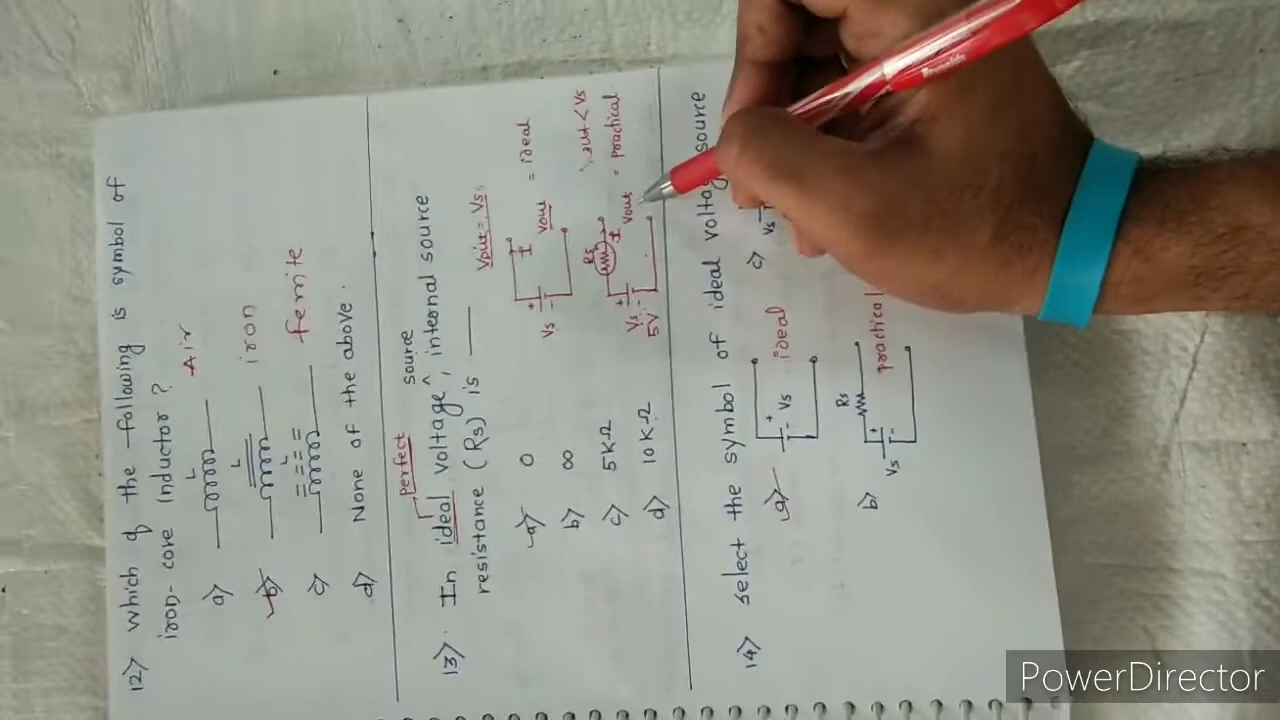 12> which of the following is symbol of
iron-core Inductor?
a> L Air
b> L iron
c> L ferrite
d> None of the above.
Perfect
source
13> In ideal voltage ^, internal source
resistance (Rs) is ___
Vout = Vs
a> 0
b> ∞
c> 5KΩ
d> 10KΩ
Vs + - I Vout = ideal
Vout < Vs
Vs 5V + - Rs I Vout = practical
14> select the symbol of ideal voltage source
a> + - Vs ideal
b> Vs + - Rs practical
c> Vs
PowerDirector